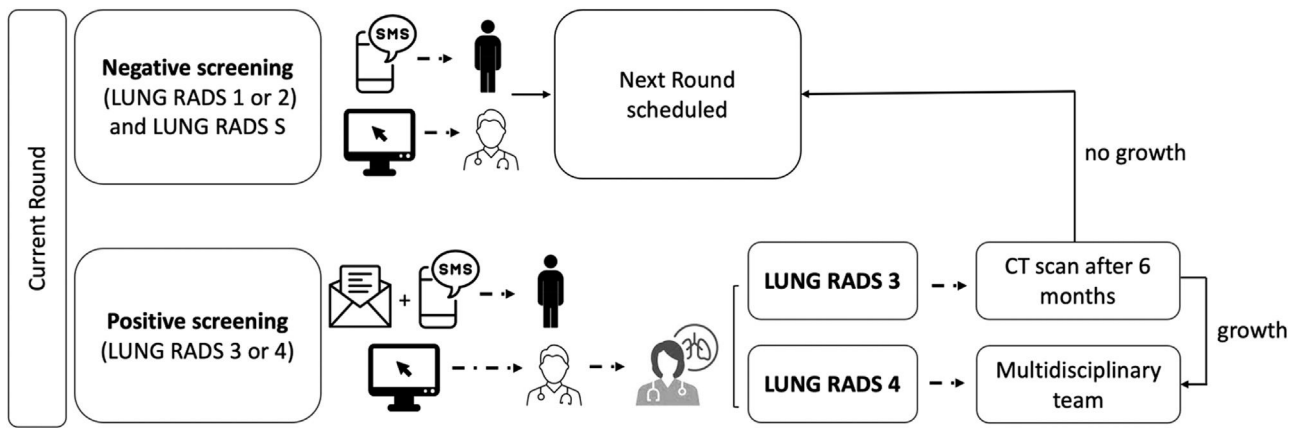 Current Round
Negative screening
(LUNG RADS 1 or 2)
and LUNG RADS S
SMS
Next Round
scheduled
no growth
Positive screening
(LUNG RADS 3 or 4)
+
SMS
LUNG RADS 3
CT scan after 6
months
growth
LUNG RADS 4
Multidisciplinary
team